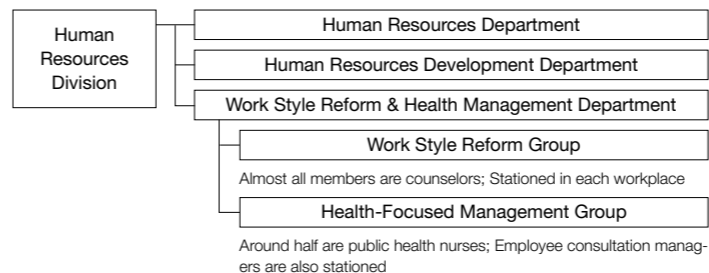 Human
Resources
Division
Human Resources Department
Human Resources Development Department
Work Style Reform & Health Management Department
Work Style Reform Group
Almost all members are counselors; Stationed in each workplace
Health-Focused Management Group
Around half are public health nurses; Employee consultation manag-
ers are also stationed